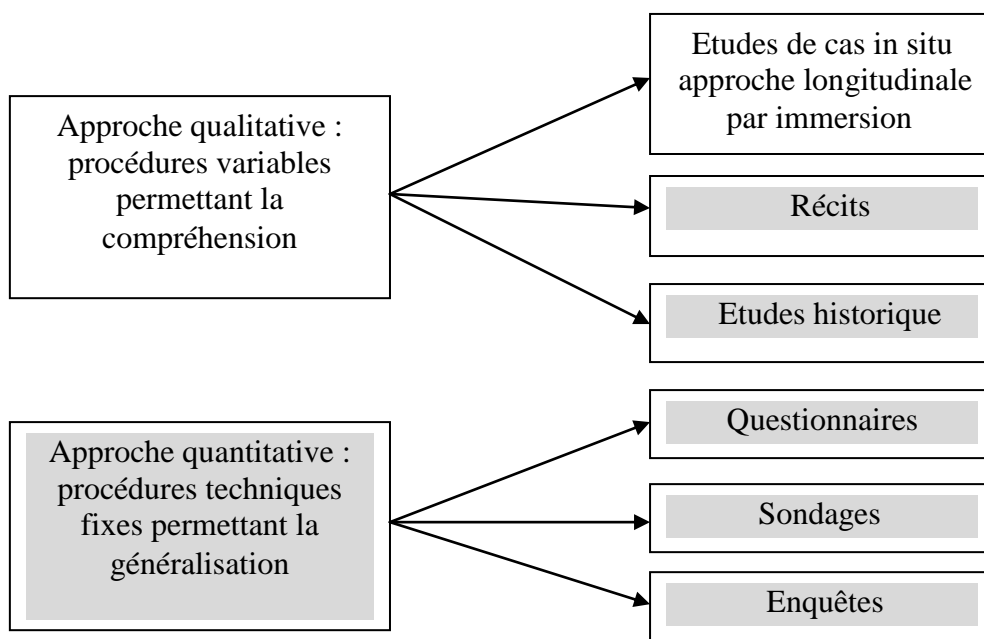 Approche qualitative :
procédures variables
permettant la
compréhension
Etudes de cas in situ
approche longitudinale
par immersion
Récits
Etudes historique
Approche quantitative :
procédures techniques
fixes permettant la
généralisation
Questionnaires
Sondages
Enquêtes